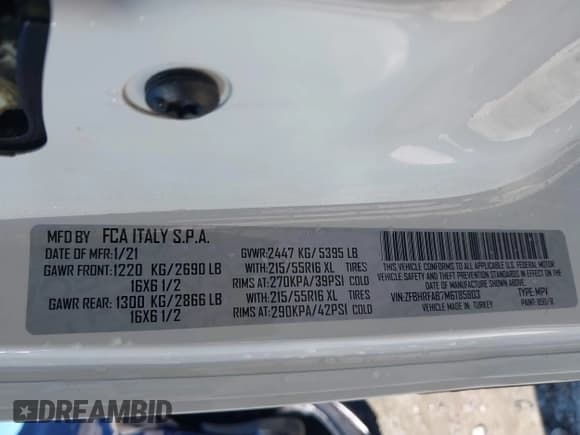 MFD BY FCA ITALY S.P.A.
DATE OF MFR:1/21
GVWR:2447 KG/ 5395 LB
GAWR FRONT:1220 KG/2690 LB WITH:215/55R16 XL TIRES
16X6 1/2 RIMS AT:270KPA/39PSI COLD
GAWR REAR: 1300 KG/2866 LB WITH:215/55R16 XL TIRES
16X6 1/2 RIMS AT:290KPA/42PSI COLD
THIS VEHICLE CONFORMS TO ALL APPLICABLE
FEDERAL MOTOR VEHICLE SAFETY, BUMPER
AND THEFT PREVENTION STANDARDS IN EFFECT ON THE
DATE OF MANUFACTURE SHOWN ABOVE.
TYPE: MPV
VEHICLE MADE IN: TURKEY
DREAMBID